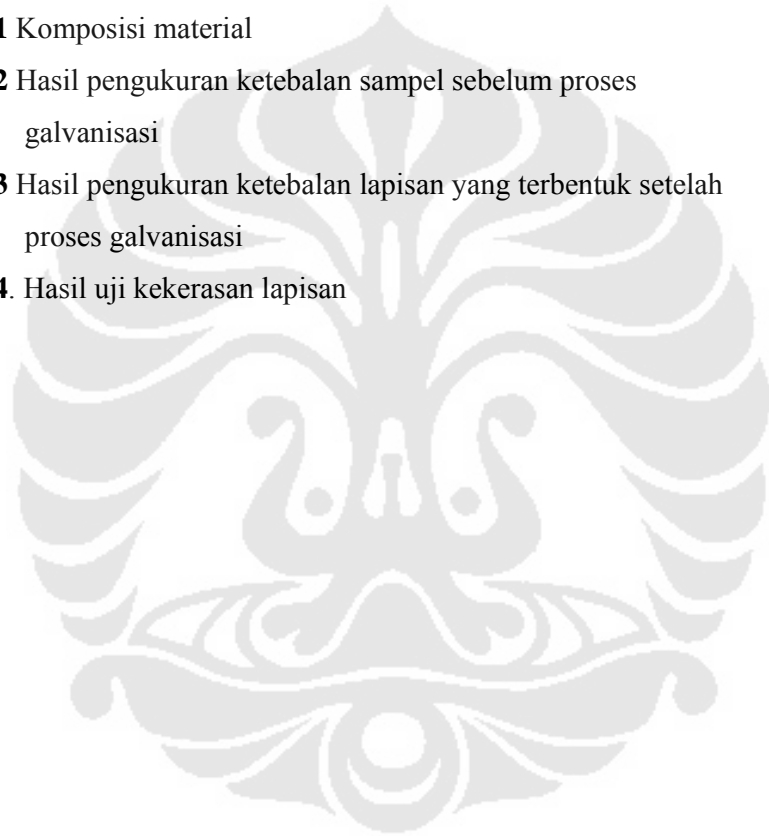 1 Komposisi material
2 Hasil pengukuran ketebalan sampel sebelum proses
galvanisasi
3 Hasil pengukuran ketebalan lapisan yang terbentuk setelah
proses galvanisasi
4. Hasil uji kekerasan lapisan